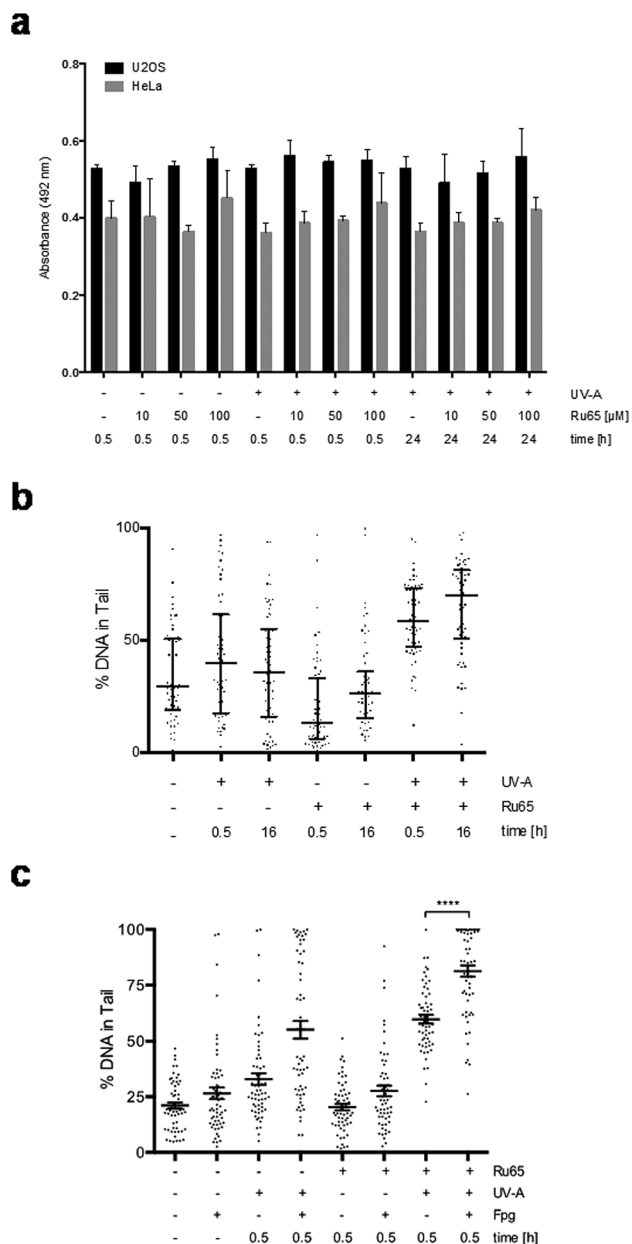 a
U2OS
HeLa
0.8
0.6
0.4
0.2
0.0
Absorbance (492 nm)
- - - - + + + + + + + + UV-A
- 10 50 100 - 10 50 100 - 10 50 100 Ru65 [µM]
0.5 0.5 0.5 0.5 0.5 0.5 0.5 0.5 24 24 24 24 time [h]
b
100
50
0
% DNA in Tail
- + + - - + + UV-A
- - - + + + + Ru65
- 0.5 16 0.5 16 0.5 16 time [h]
c
****
100
75
50
25
0
% DNA in Tail
- - - - + + + + Ru65
- - + + - - + + UV-A
- + - + - + - + Fpg
- - 0.5 0.5 0.5 0.5 0.5 0.5 time [h]